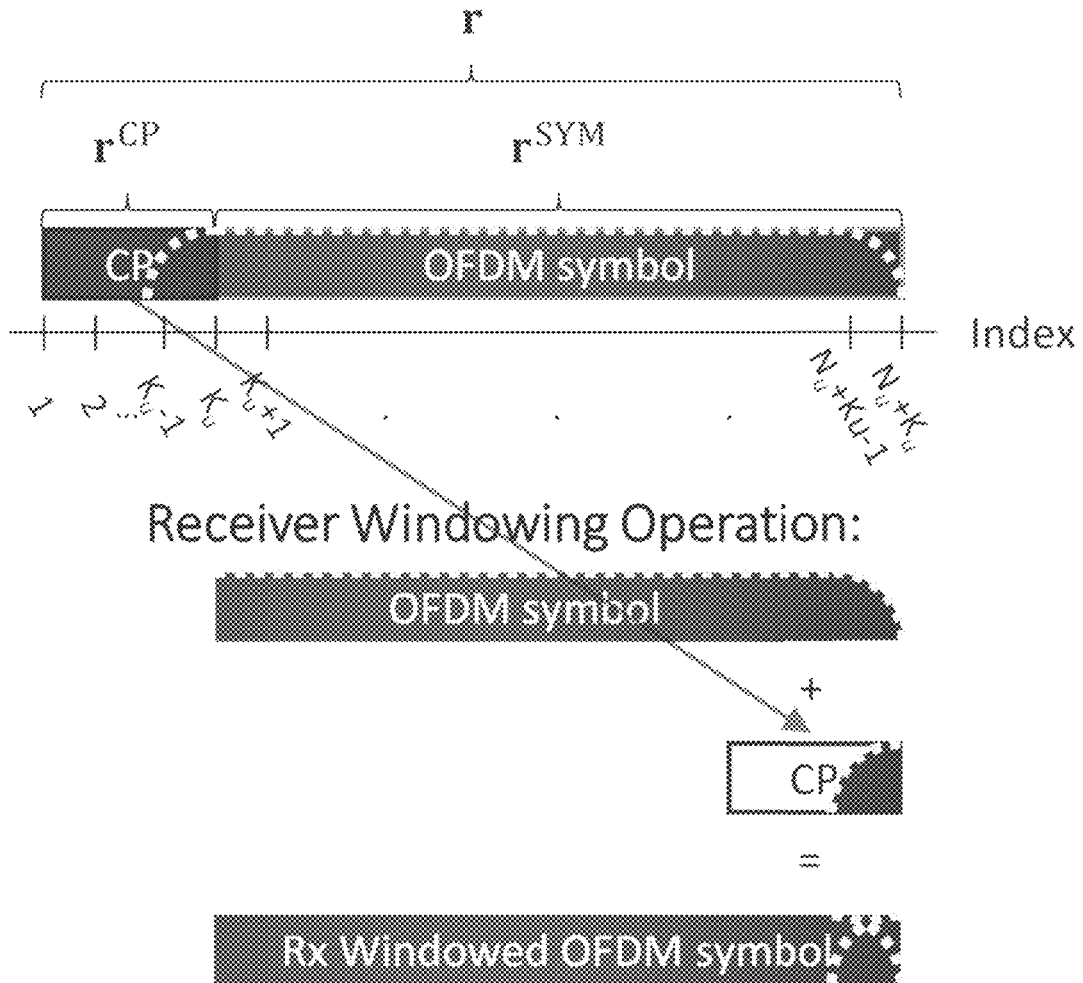 r
r^CP r^SYM
CP OFDM symbol
Index
1 2 ... K_u-1 K_u K_u+1 . . . N_u+Ku-1 N_u+K_u
Receiver Windowing Operation:
OFDM symbol
+
CP
=
Rx Windowed OFDM symbol